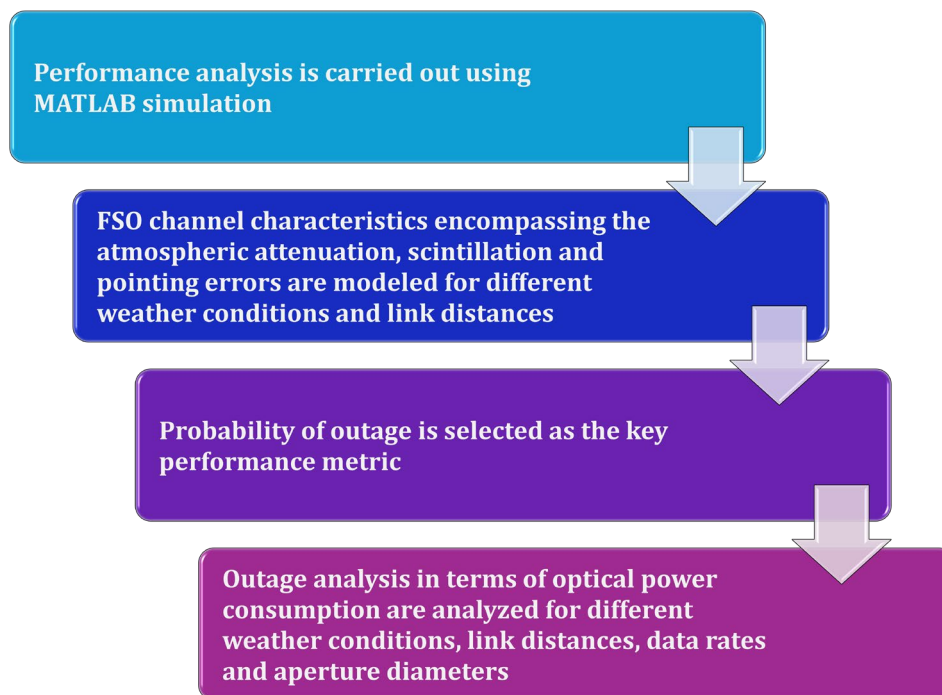 Performance analysis is carried out using
MATLAB simulation
FSO channel characteristics encompassing the
atmospheric attenuation, scintillation and
pointing errors are modeled for different
weather conditions and link distances
Probability of outage is selected as the key
performance metric
Outage analysis in terms of optical power
consumption are analyzed for different
weather conditions, link distances, data rates
and aperture diameters